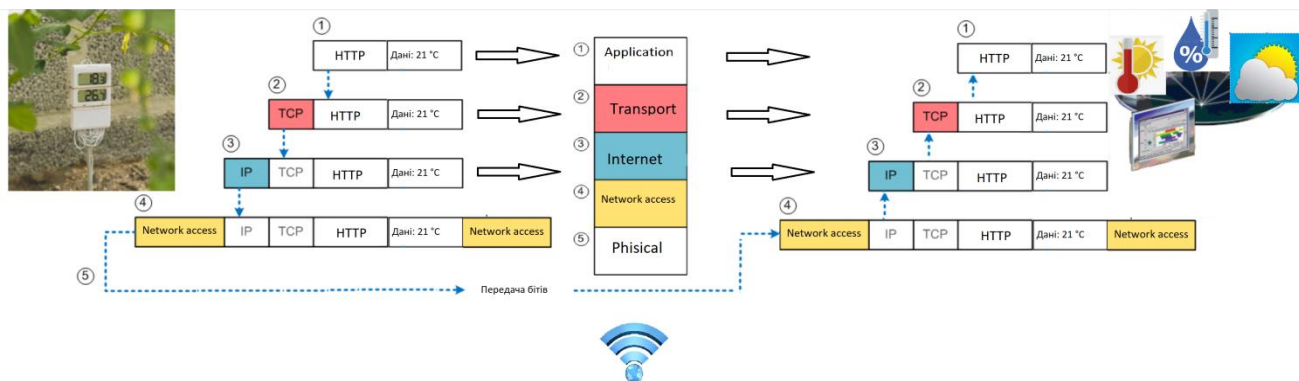 ①
HTTP
Дані: 21 °C
①
Application
①
HTTP
Дані: 21 °C
②
TCP
HTTP
Дані: 21 °C
②
Transport
②
TCP
HTTP
Дані: 21 °C
③
IP
TCP
HTTP
Дані: 21 °C
③
Internet
③
IP
TCP
HTTP
Дані: 21 °C
④
Network access
IP
TCP
HTTP
Дані: 21 °C
Network access
④
Network access
④
Network access
IP
TCP
HTTP
Дані: 21 °C
Network access
⑤
Передача бітів
⑤
Phisical
%